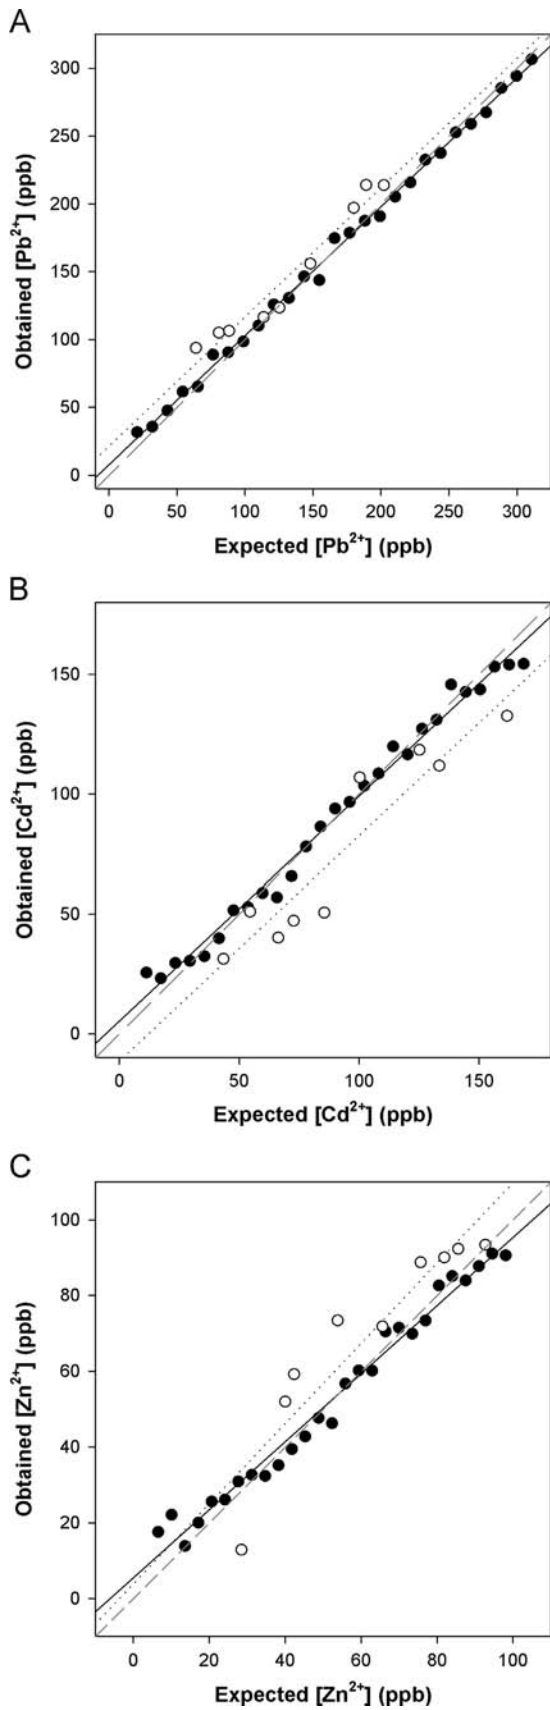 A
300
250
200
150
100
50
0
Obtained [Pb²⁺] (ppb)
0 50 100 150 200 250 300
Expected [Pb²⁺] (ppb)
B
150
100
50
0
Obtained [Cd²⁺] (ppb)
0 50 100 150
Expected [Cd²⁺] (ppb)
C
100
80
60
40
20
0
Obtained [Zn²⁺] (ppb)
0 20 40 60 80 100
Expected [Zn²⁺] (ppb)